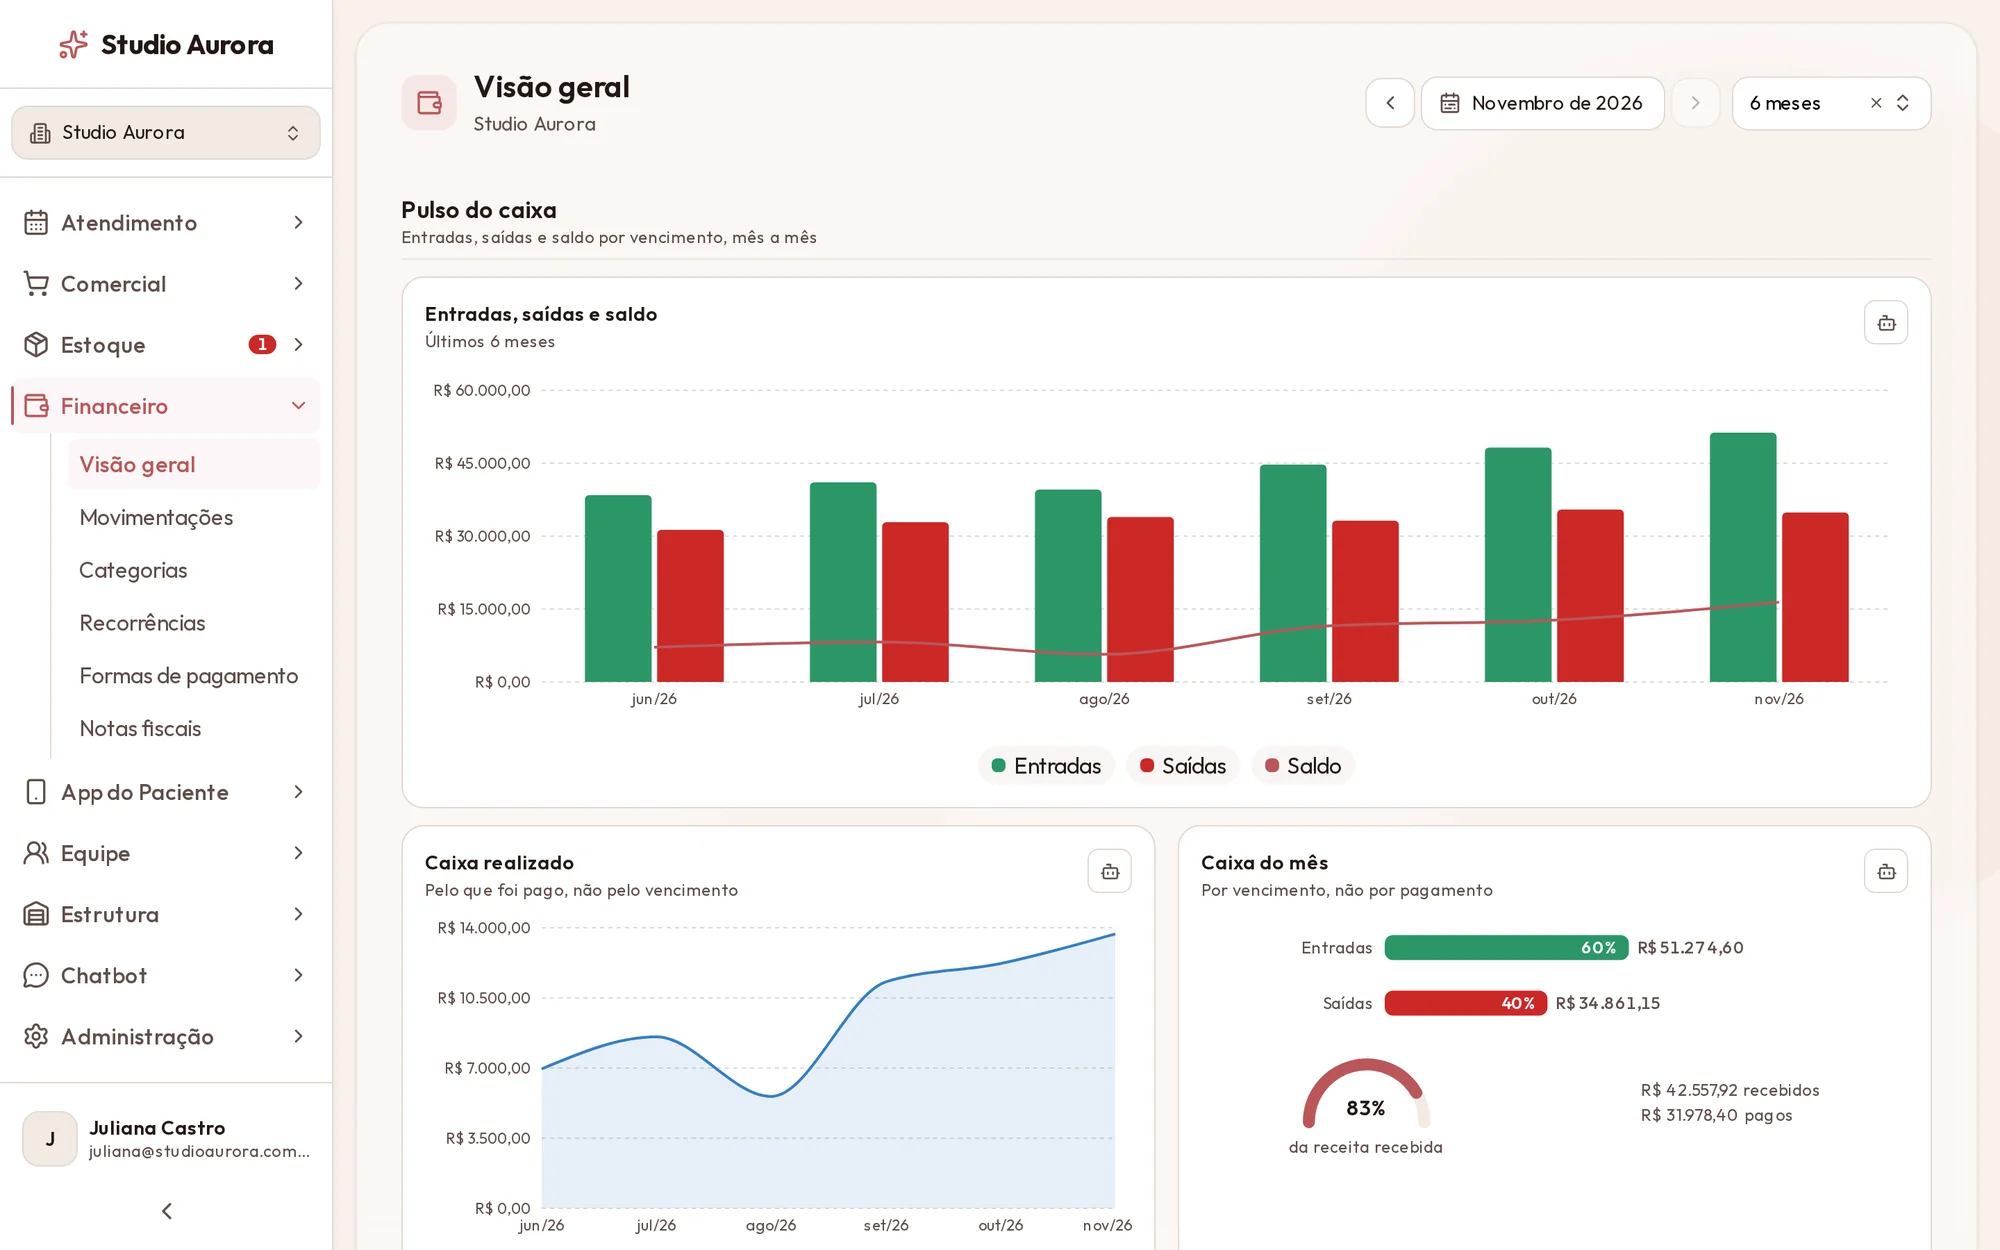 Studio Aurora
Studio Aurora
Atendimento
Comercial
Estoque 1
Financeiro
Visão geral
Movimentações
Categorias
Recorrências
Formas de pagamento
Notas fiscais
App do Paciente
Equipe
Estrutura
Chatbot
Administração
J
Juliana Castro
juliana@studioaurora.com...
Visão geral
Studio Aurora
Novembro de 2026
6 meses
Pulso do caixa
Entradas, saídas e saldo por vencimento, mês a mês
Entradas, saídas e saldo
Últimos 6 meses
R$ 60.000,00
R$ 45.000,00
R$ 30.000,00
R$ 15.000,00
R$ 0,00
jun/26 jul/26 ago/26 set/26 out/26 nov/26
Entradas Saídas Saldo
Caixa realizado
Pelo que foi pago, não pelo vencimento
R$ 14.000,00
R$ 10.500,00
R$ 7.000,00
R$ 3.500,00
R$ 0,00
jun/26 jul/26 ago/26 set/26 out/26 nov/26
Caixa do mês
Por vencimento, não por pagamento
Entradas 60% R$ 51.274,60
Saídas 40% R$ 34.861,15
83%
da receita recebida
R$ 42.557,92 recebidos
R$ 31.978,40 pagos